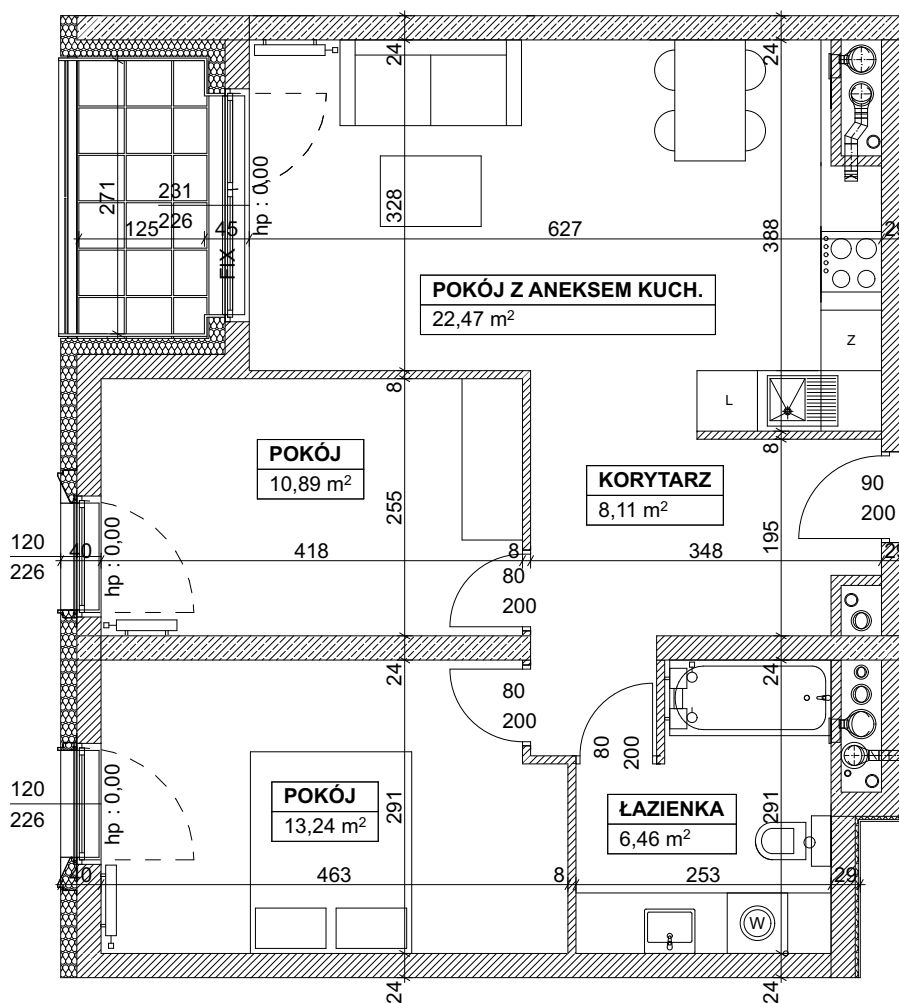 24
24
271
231
226
125
45
FIX
hp : 0,00
328
627
388
29
POKÓJ Z ANEKSEM KUCH.
22,47 m²
Z
L
8
8
POKÓJ
10,89 m²
KORYTARZ
8,11 m²
90
200
255
195
120
226
40
hp : 0,00
418
8
348
29
80
200
24
24
80
200
80
200
120
226
hp : 0,00
POKÓJ
13,24 m²
291
ŁAZIENKA
6,46 m²
291
40
463
8
253
29
W
24
24